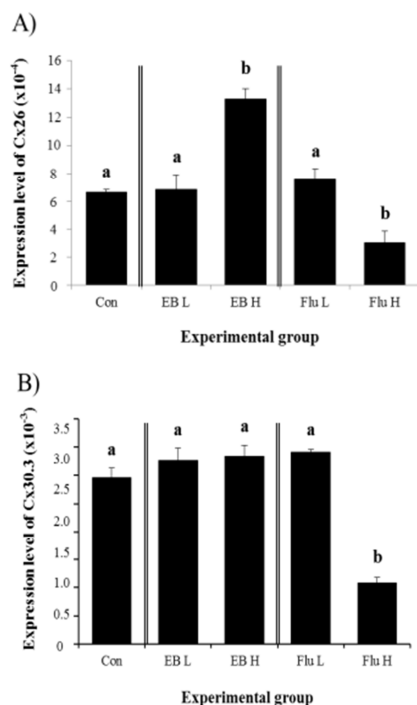 A)
Expression level of Cx26 (x10⁻⁴)
16
14
12
10
8
6
4
2
0
a
a
b
a
b
Con
EB L
EB H
Flu L
Flu H
Experimental group
B)
Expression level of Cx30.3 (x10⁻³)
3.5
3.0
2.5
2.0
1.5
1.0
0.5
0
a
a
a
a
b
Con
EB L
EB H
Flu L
Flu H
Experimental group